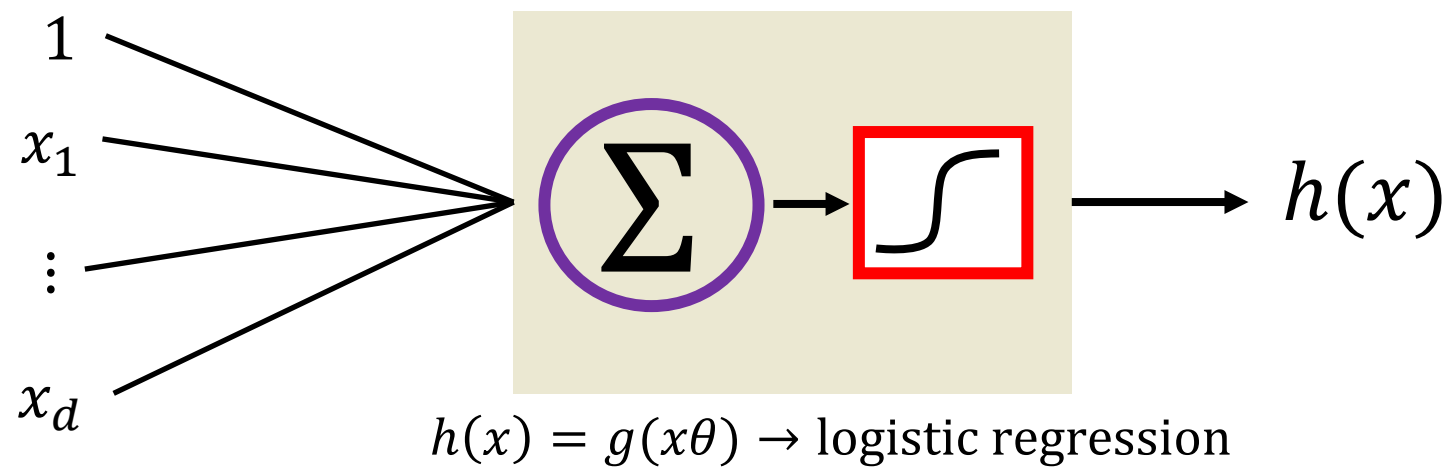 1
x₁
⋮
x_d
Σ
h(x)
h(x) = g(xθ) → logistic regression